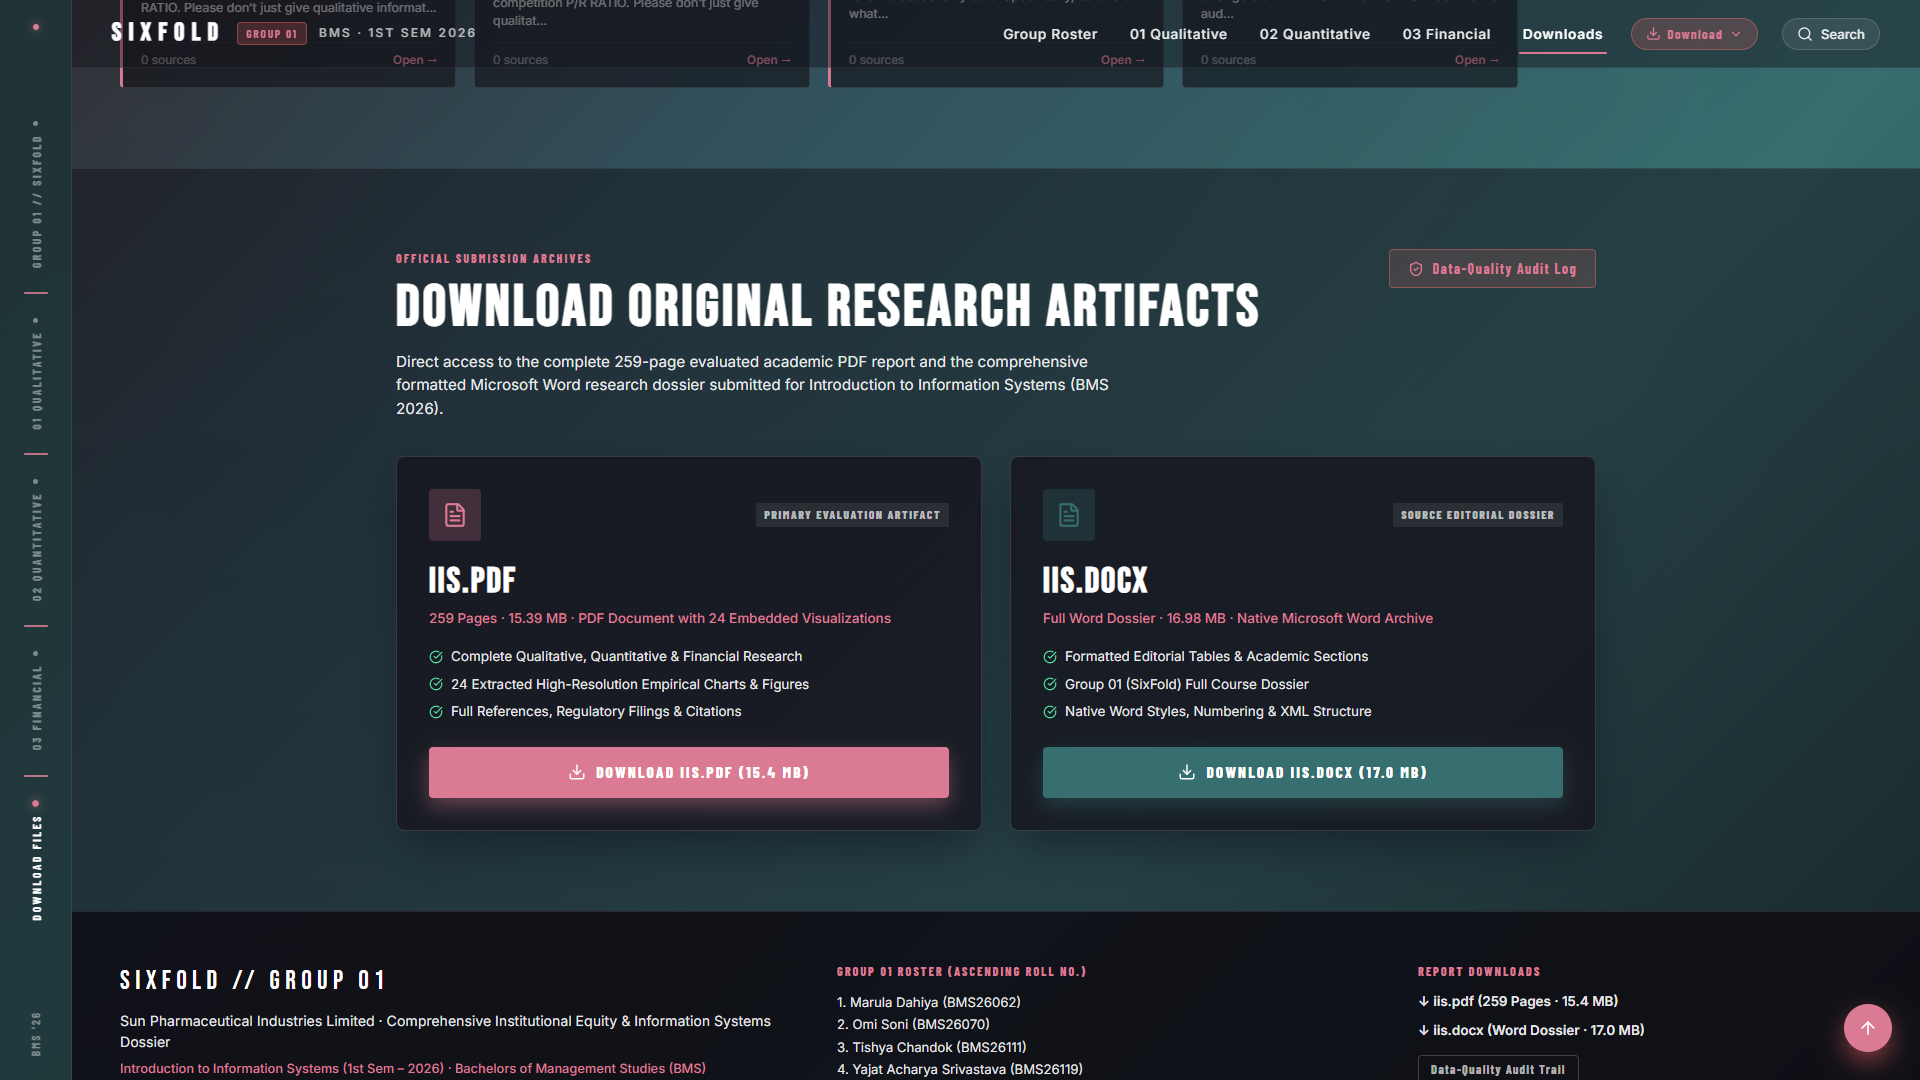 RATIO. Please don't just give qualitative informat...
competition P/R RATIO. Please don't just give
qualitat...
what...
aud...
SIXFOLD
GROUP 01
BMS · 1ST SEM 2026
Group Roster
01 Qualitative
02 Quantitative
03 Financial
Downloads
Download
Search
0 sources
Open →
0 sources
Open →
0 sources
Open →
0 sources
Open →
GROUP 01 // SIXFOLD
01 QUALITATIVE
02 QUANTITATIVE
03 FINANCIAL
DOWNLOAD FILES
BMS '26
OFFICIAL SUBMISSION ARCHIVES
Data-Quality Audit Log
DOWNLOAD ORIGINAL RESEARCH ARTIFACTS
Direct access to the complete 259-page evaluated academic PDF report and the comprehensive
formatted Microsoft Word research dossier submitted for Introduction to Information Systems (BMS
2026).
PRIMARY EVALUATION ARTIFACT
IIS.PDF
259 Pages · 15.39 MB · PDF Document with 24 Embedded Visualizations
Complete Qualitative, Quantitative & Financial Research
24 Extracted High-Resolution Empirical Charts & Figures
Full References, Regulatory Filings & Citations
DOWNLOAD IIS.PDF (15.4 MB)
SOURCE EDITORIAL DOSSIER
IIS.DOCX
Full Word Dossier · 16.98 MB · Native Microsoft Word Archive
Formatted Editorial Tables & Academic Sections
Group 01 (SixFold) Full Course Dossier
Native Word Styles, Numbering & XML Structure
DOWNLOAD IIS.DOCX (17.0 MB)
SIXFOLD // GROUP 01
Sun Pharmaceutical Industries Limited · Comprehensive Institutional Equity & Information Systems
Dossier
Introduction to Information Systems (1st Sem – 2026) · Bachelors of Management Studies (BMS)
GROUP 01 ROSTER (ASCENDING ROLL NO.)
1. Marula Dahiya (BMS26062)
2. Omi Soni (BMS26070)
3. Tishya Chandok (BMS26111)
4. Yajat Acharya Srivastava (BMS26119)
REPORT DOWNLOADS
↓ iis.pdf (259 Pages · 15.4 MB)
↓ iis.docx (Word Dossier · 17.0 MB)
Data-Quality Audit Trail